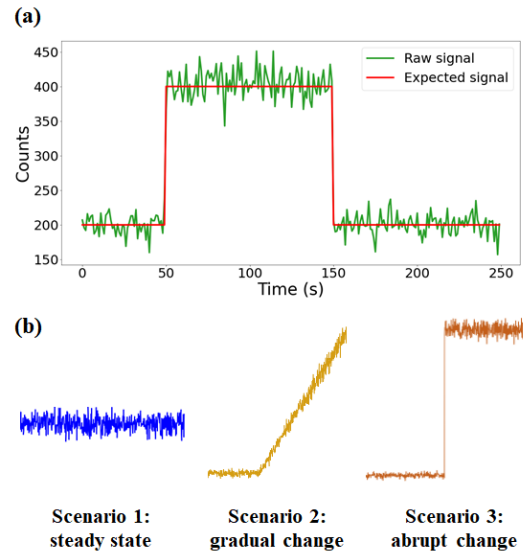 (a)
450
400
350
300
250
200
150
Counts
Raw signal
Expected signal
0
50
100
150
200
250
Time (s)
(b)
Scenario 1:
steady state
Scenario 2:
gradual change
Scenario 3:
abrupt change